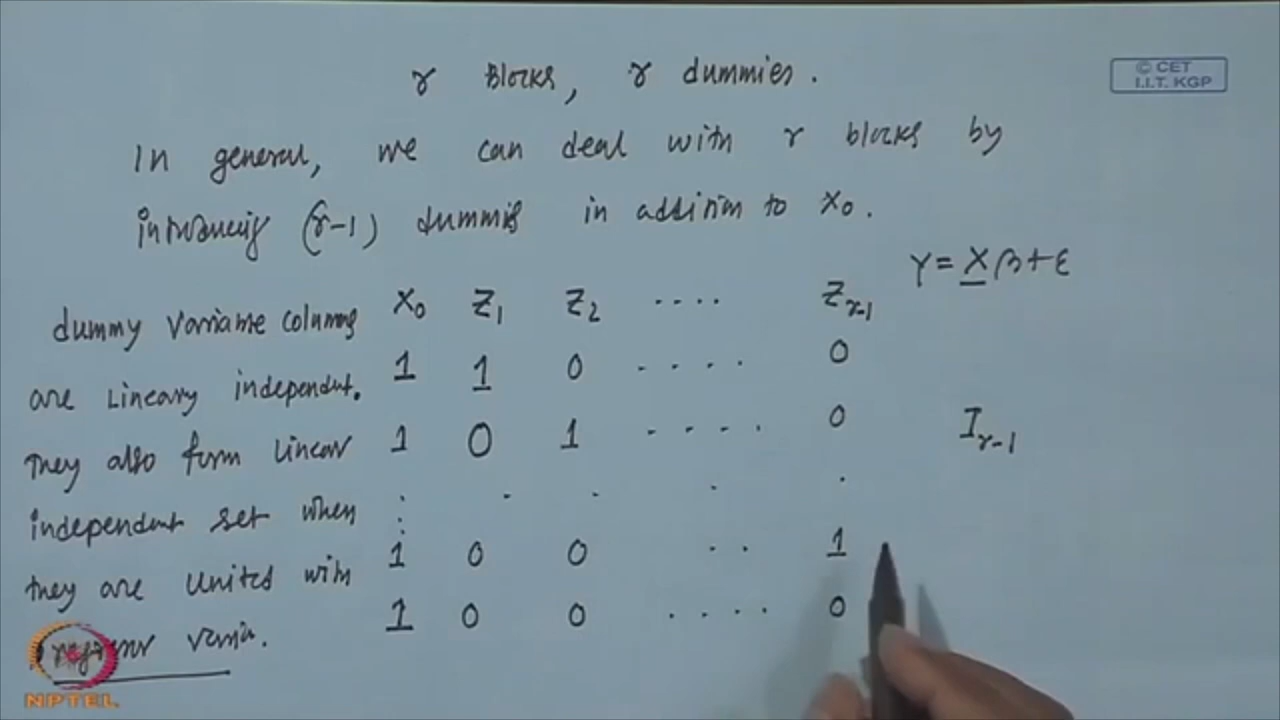 r Blocks, r dummies.
© CET
I.I.T. KGP
In general, we can deal with r blocks by
introducing (r-1) dummies in addition to X₀.
Y = Xβ + ε
dummy variable columns
are Linearly independent.
They also form linear
independent set when
they are united with
X₀ Z₁ Z₂ .... Z_{r-1}
1 1 0 .... 0
1 0 1 .... 0
⋮ . . . .
1 0 0 .. 1
1 0 0 .... 0
I_{r-1}
NPTEL